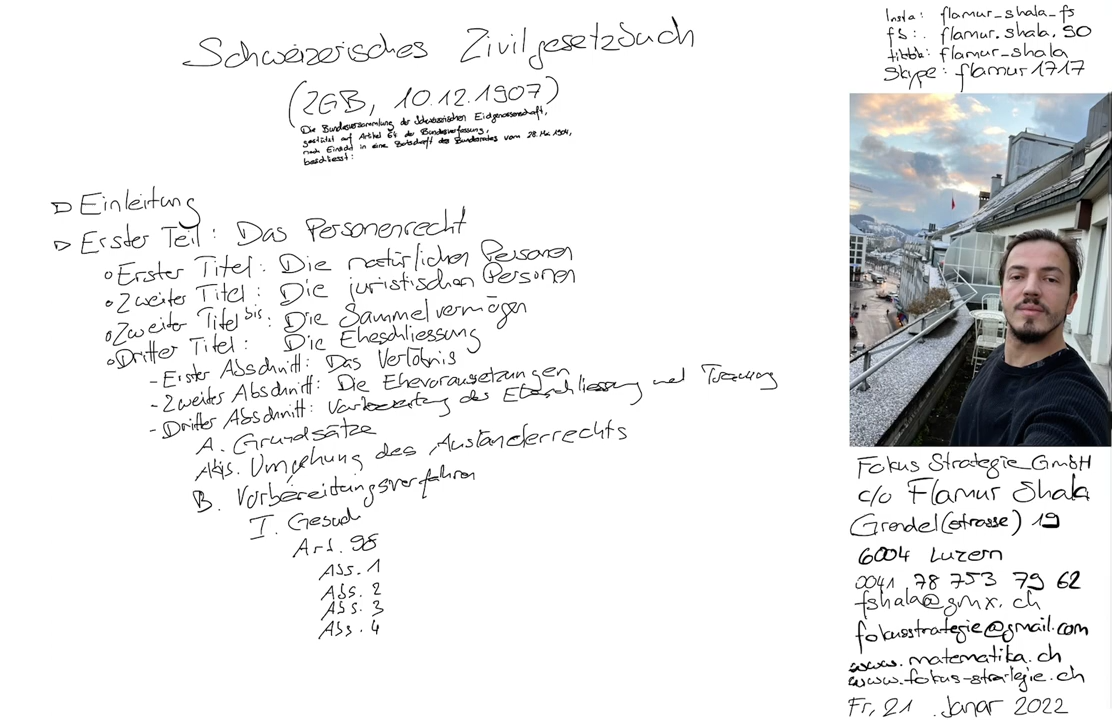 Schweizerisches Zivilgesetzbuch
(ZGB, 10.12.1907)
Die Bundesversammlung der Schweizerischen Eidgenossenschaft,
gestützt auf Artikel 64 der Bundesverfassung,
nach Einsicht in eine Botschaft des Bundesrates vom 28. Mai 1904,
beschliesst:
▷ Einleitung
▷ Erster Teil: Das Personenrecht
∘ Erster Titel: Die natürlichen Personen
∘ Zweiter Titel: Die juristischen Personen
∘ Zweiter Titel bis: Die Sammelvermögen
∘ Dritter Titel: Die Eheschliessung
- Erster Abschnitt: Das Verlöbnis
- Zweiter Abschnitt: Die Ehevoraussetzungen
- Dritter Abschnitt: Vorbereitung der Eheschliessung und Trauung
A. Grundsätze
Abis. Umgehung des Ausländerrechts
B. Vorbereitungsverfahren
I. Gesuch
Art. 98
Abs. 1
Abs. 2
Abs. 3
Abs. 4
Insta: flamur_shala_fs
fs: flamur.shala.50
flamur_shala
Skype: flamur1717
Fokus Strategie GmbH
c/o Flamur Shala
Grendel(strasse) 19
6004 Luzern
0041 78 753 79 62
fshala@gmx.ch
fokusstrategie@gmail.com
www.matematika.ch
www.fokus-strategie.ch
Fr, 21. Janar 2022